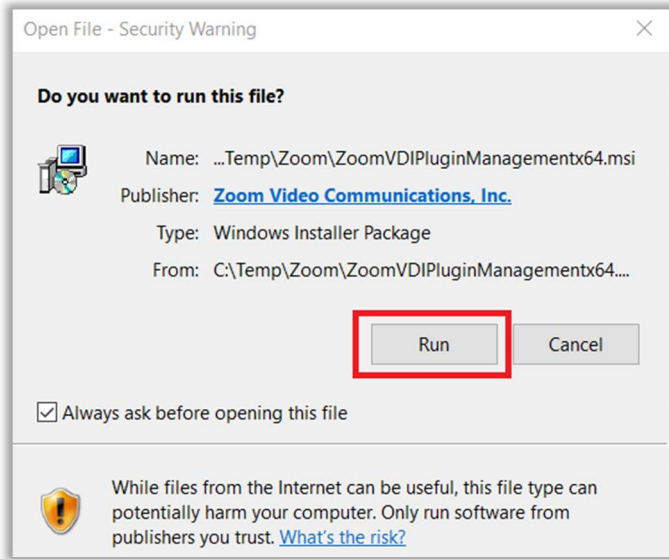 Open File - Security Warning
Do you want to run this file?
Name: ...Temp\Zoom\ZoomVDIPluginManagementx64.msi
Publisher: Zoom Video Communications, Inc.
Type: Windows Installer Package
From: C:\Temp\Zoom\ZoomVDIPluginManagementx64....
Run Cancel
Always ask before opening this file
While files from the Internet can be useful, this file type can
potentially harm your computer. Only run software from
publishers you trust. What's the risk?